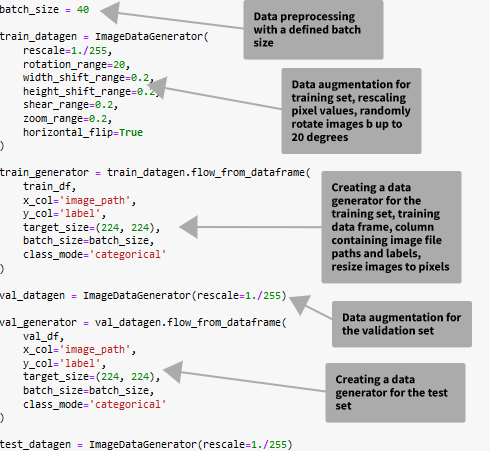 batch_size = 40
Data preprocessing
with a defined batch
size
train_datagen = ImageDataGenerator(
rescale=1./255,
rotation_range=20,
width_shift_range=0.2,
height_shift_range=0.2,
shear_range=0.2,
zoom_range=0.2,
horizontal_flip=True
)
Data augmentation for
training set, rescaling
pixel values, randomly
rotate images b up to
20 degrees
train_generator = train_datagen.flow_from_dataframe(
train_df,
x_col='image_path',
y_col='label',
target_size=(224, 224),
batch_size=batch_size,
class_mode='categorical'
)
Creating a data
generator for the
training set, training
data frame, column
containing image file
paths and labels,
resize images to pixels
val_datagen = ImageDataGenerator(rescale=1./255)
Data augmentation for
the validation set
val_generator = val_datagen.flow_from_dataframe(
val_df,
x_col='image_path',
y_col='label',
target_size=(224, 224),
batch_size=batch_size,
class_mode='categorical'
)
Creating a data
generator for the test
set
test_datagen = ImageDataGenerator(rescale=1./255)